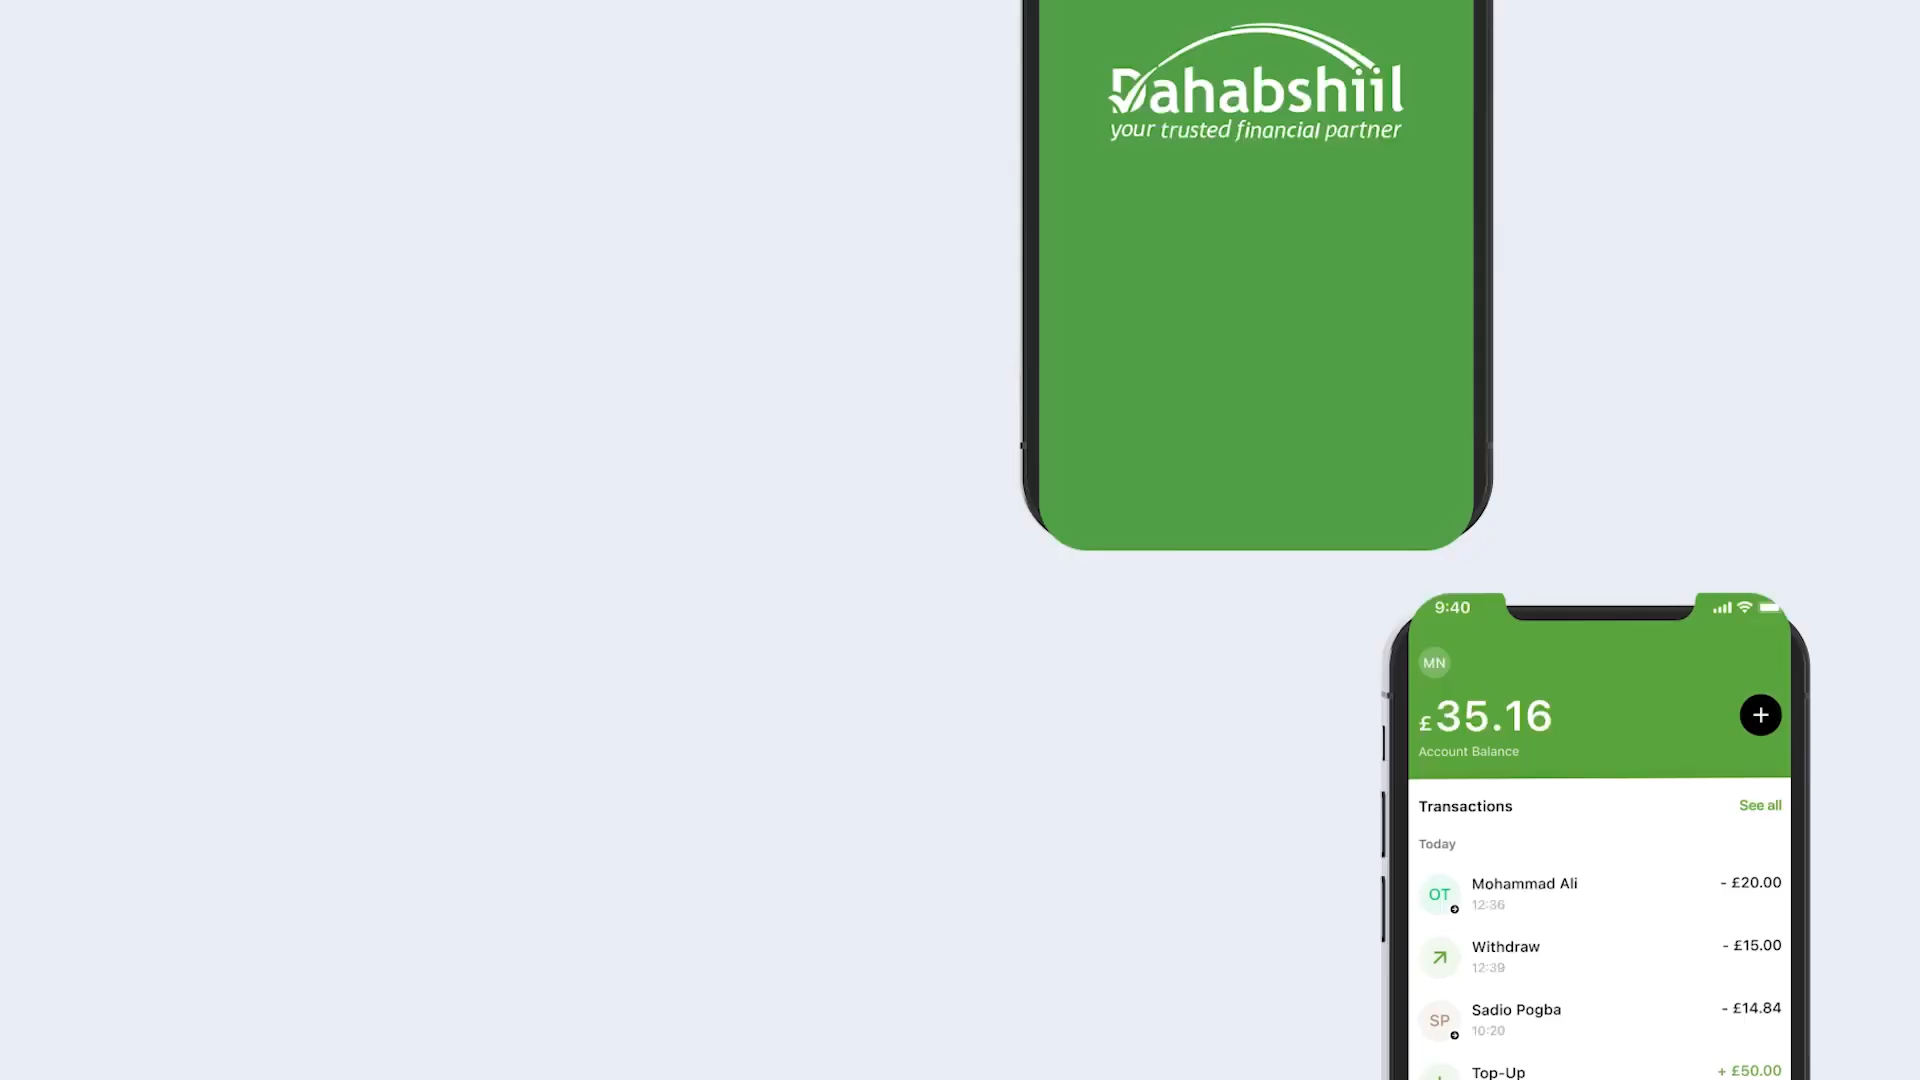 Dahabshiil
your trusted financial partner
9:40
MN
£35.16
Account Balance
Transactions
See all
Today
OT
Mohammad Ali
- £20.00
12:36
Withdraw
- £15.00
12:39
SP
Sadio Pogba
- £14.84
10:20
Top-Up
+ £50.00